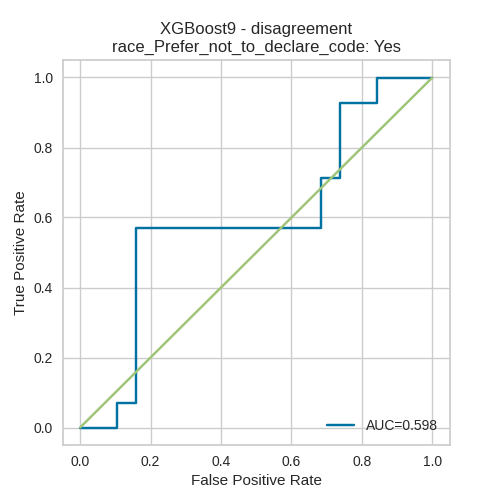 XGBoost9 - disagreement
race_Prefer_not_to_declare_code: Yes
1.0
0.8
0.6
0.4
0.2
0.0
True Positive Rate
AUC=0.598
0.0 0.2 0.4 0.6 0.8 1.0
False Positive Rate